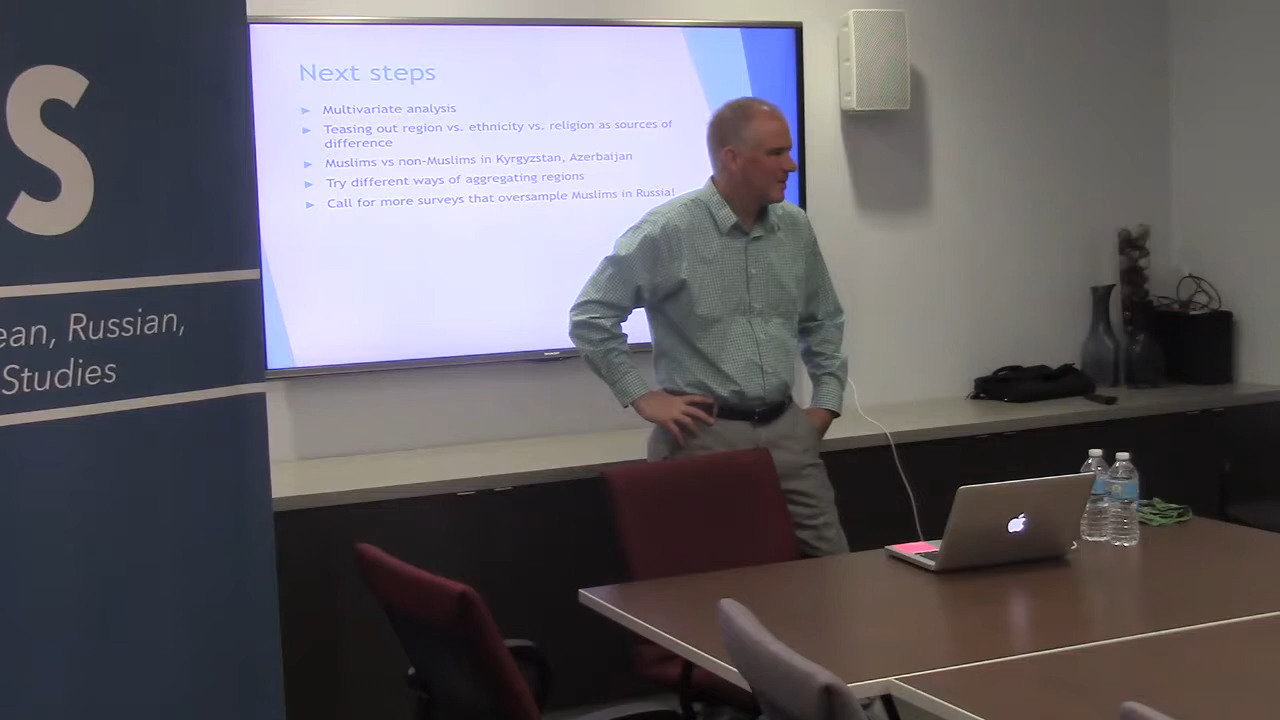 S
ean, Russian,
Studies
Next steps
Multivariate analysis
Teasing out region vs. ethnicity vs. religion as sources of
difference
Muslims vs non-Muslims in Kyrgyzstan, Azerbaijan
Try different ways of aggregating regions
Call for more surveys that oversample Muslims in Russia!